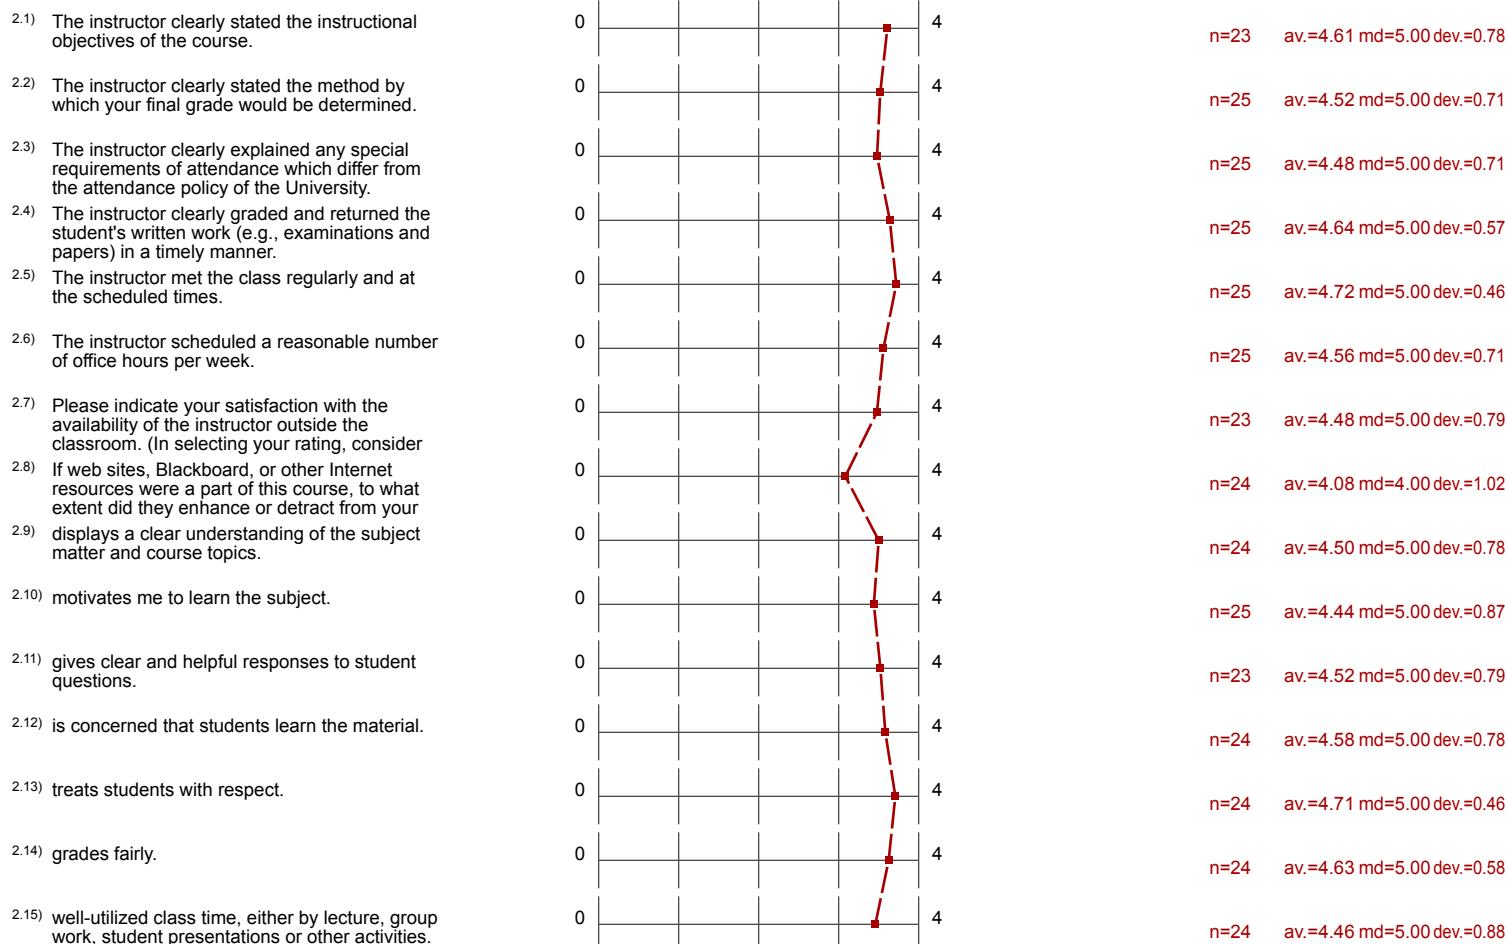 2.1) The instructor clearly stated the instructional
objectives of the course.
0 4
n=23 av.=4.61 md=5.00 dev.=0.78
2.2) The instructor clearly stated the method by
which your final grade would be determined.
0 4
n=25 av.=4.52 md=5.00 dev.=0.71
2.3) The instructor clearly explained any special
requirements of attendance which differ from
the attendance policy of the University.
0 4
n=25 av.=4.48 md=5.00 dev.=0.71
2.4) The instructor clearly graded and returned the
student's written work (e.g., examinations and
papers) in a timely manner.
0 4
n=25 av.=4.64 md=5.00 dev.=0.57
2.5) The instructor met the class regularly and at
the scheduled times.
0 4
n=25 av.=4.72 md=5.00 dev.=0.46
2.6) The instructor scheduled a reasonable number
of office hours per week.
0 4
n=25 av.=4.56 md=5.00 dev.=0.71
2.7) Please indicate your satisfaction with the
availability of the instructor outside the
classroom. (In selecting your rating, consider
0 4
n=23 av.=4.48 md=5.00 dev.=0.79
2.8) If web sites, Blackboard, or other Internet
resources were a part of this course, to what
extent did they enhance or detract from your
0 4
n=24 av.=4.08 md=4.00 dev.=1.02
2.9) displays a clear understanding of the subject
matter and course topics.
0 4
n=24 av.=4.50 md=5.00 dev.=0.78
2.10) motivates me to learn the subject.
0 4
n=25 av.=4.44 md=5.00 dev.=0.87
2.11) gives clear and helpful responses to student
questions.
0 4
n=23 av.=4.52 md=5.00 dev.=0.79
2.12) is concerned that students learn the material.
0 4
n=24 av.=4.58 md=5.00 dev.=0.78
2.13) treats students with respect.
0 4
n=24 av.=4.71 md=5.00 dev.=0.46
2.14) grades fairly.
0 4
n=24 av.=4.63 md=5.00 dev.=0.58
2.15) well-utilized class time, either by lecture, group
work, student presentations or other activities.
0 4
n=24 av.=4.46 md=5.00 dev.=0.88